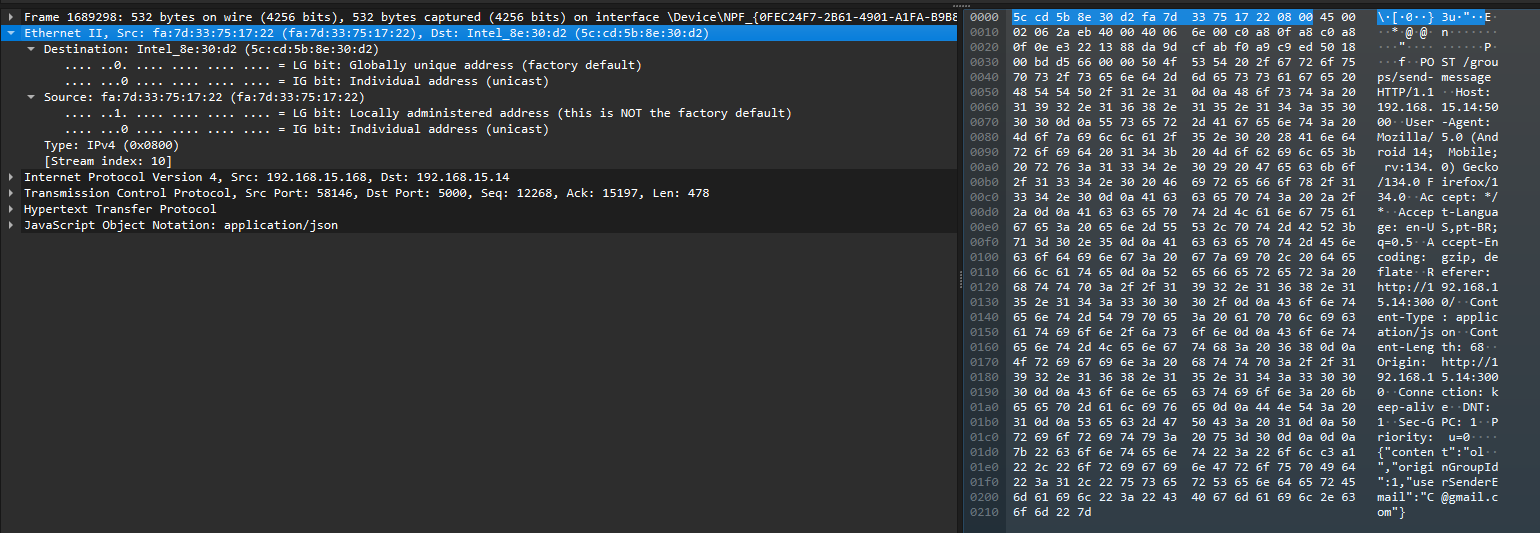 Frame 1689298: 532 bytes on wire (4256 bits), 532 bytes captured (4256 bits) on interface \Device\NPF_{0FEC24F7-2B61-4901-A1FA-B9B8
Ethernet II, Src: fa:7d:33:75:17:22 (fa:7d:33:75:17:22), Dst: Intel_8e:30:d2 (5c:cd:5b:8e:30:d2)
Destination: Intel_8e:30:d2 (5c:cd:5b:8e:30:d2)
.... ..0. .... .... .... .... = LG bit: Globally unique address (factory default)
.... ...0 .... .... .... .... = IG bit: Individual address (unicast)
Source: fa:7d:33:75:17:22 (fa:7d:33:75:17:22)
.... ..1. .... .... .... .... = LG bit: Locally administered address (this is NOT the factory default)
.... ...0 .... .... .... .... = IG bit: Individual address (unicast)
Type: IPv4 (0x0800)
[Stream index: 10]
Internet Protocol Version 4, Src: 192.168.15.168, Dst: 192.168.15.14
Transmission Control Protocol, Src Port: 58146, Dst Port: 5000, Seq: 12268, Ack: 15197, Len: 478
Hypertext Transfer Protocol
JavaScript Object Notation: application/json
0000 5c cd 5b 8e 30 d2 fa 7d 33 75 17 22 08 00 45 00 \·[·0··} 3u·"··E·
0010 02 06 2a eb 40 00 40 06 6e 00 c0 a8 0f a8 c0 a8 ··*·@·@· n·······
0020 0f 0e e3 22 13 88 da 9d cf ab f0 a9 c9 ed 50 18 ···"···· ······P·
0030 00 bd d5 66 00 00 50 4f 53 54 20 2f 67 72 6f 75 ···f··PO ST /grou
0040 70 73 2f 73 65 6e 64 2d 6d 65 73 73 61 67 65 20 ps/send- message
0050 48 54 54 50 2f 31 2e 31 0d 0a 48 6f 73 74 3a 20 HTTP/1.1 ··Host:
0060 31 39 32 2e 31 36 38 2e 31 35 2e 31 34 3a 35 30 192.168. 15.14:50
0070 30 30 0d 0a 55 73 65 72 2d 41 67 65 6e 74 3a 20 00··User -Agent:
0080 4d 6f 7a 69 6c 6c 61 2f 35 2e 30 20 28 41 6e 64 Mozilla/ 5.0 (And
0090 72 6f 69 64 20 31 34 3b 20 4d 6f 62 69 6c 65 3b roid 14; Mobile;
00a0 20 72 76 3a 31 33 34 2e 30 29 20 47 65 63 6b 6f rv:134. 0) Gecko
00b0 2f 31 33 34 2e 30 20 46 69 72 65 66 6f 78 2f 31 /134.0 F irefox/1
00c0 33 34 2e 30 0d 0a 41 63 63 65 70 74 3a 20 2a 2f 34.0··Ac cept: */
00d0 2a 0d 0a 41 63 63 65 70 74 2d 4c 61 6e 67 75 61 *··Accep t-Langua
00e0 67 65 3a 20 65 6e 2d 55 53 2c 70 74 2d 42 52 3b ge: en-U S,pt-BR;
00f0 71 3d 30 2e 35 0d 0a 41 63 63 65 70 74 2d 45 6e q=0.5··A ccept-En
0100 63 6f 64 69 6e 67 3a 20 67 7a 69 70 2c 20 64 65 coding: gzip, de
0110 66 6c 61 74 65 0d 0a 52 65 66 65 72 65 72 3a 20 flate··R eferer:
0120 68 74 74 70 3a 2f 2f 31 39 32 2e 31 36 38 2e 31 http://1 92.168.1
0130 35 2e 31 34 3a 33 30 30 30 2f 0d 0a 43 6f 6e 74 5.14:300 0/··Cont
0140 65 6e 74 2d 54 79 70 65 3a 20 61 70 70 6c 69 63 ent-Type : applic
0150 61 74 69 6f 6e 2f 6a 73 6f 6e 0d 0a 43 6f 6e 74 ation/js on··Cont
0160 65 6e 74 2d 4c 65 6e 67 74 68 3a 20 36 38 0d 0a ent-Leng th: 68··
0170 4f 72 69 67 69 6e 3a 20 68 74 74 70 3a 2f 2f 31 Origin: http://1
0180 39 32 2e 31 36 38 2e 31 35 2e 31 34 3a 33 30 30 92.168.1 5.14:300
0190 30 0d 0a 43 6f 6e 6e 65 63 74 69 6f 6e 3a 20 6b 0··Conne ction: k
01a0 65 65 70 2d 61 6c 69 76 65 0d 0a 44 4e 54 3a 20 eep-aliv e··DNT:
01b0 31 0d 0a 53 65 63 2d 47 50 43 3a 20 31 0d 0a 50 1··Sec-G PC: 1··P
01c0 72 69 6f 72 69 74 79 3a 20 75 3d 30 0d 0a 0d 0a riority: u=0····
01d0 7b 22 63 6f 6e 74 65 6e 74 22 3a 22 6f 6c c3 a1 {"conten t":"ol··
01e0 22 2c 22 6f 72 69 67 69 6e 47 72 6f 75 70 49 64 ","origi nGroupId
01f0 22 3a 31 2c 22 75 73 65 72 53 65 6e 64 65 72 45 ":1,"use rSenderE
0200 6d 61 69 6c 22 3a 22 43 40 67 6d 61 69 6c 2e 63 mail":"C @gmail.c
0210 6f 6d 22 7d om"}